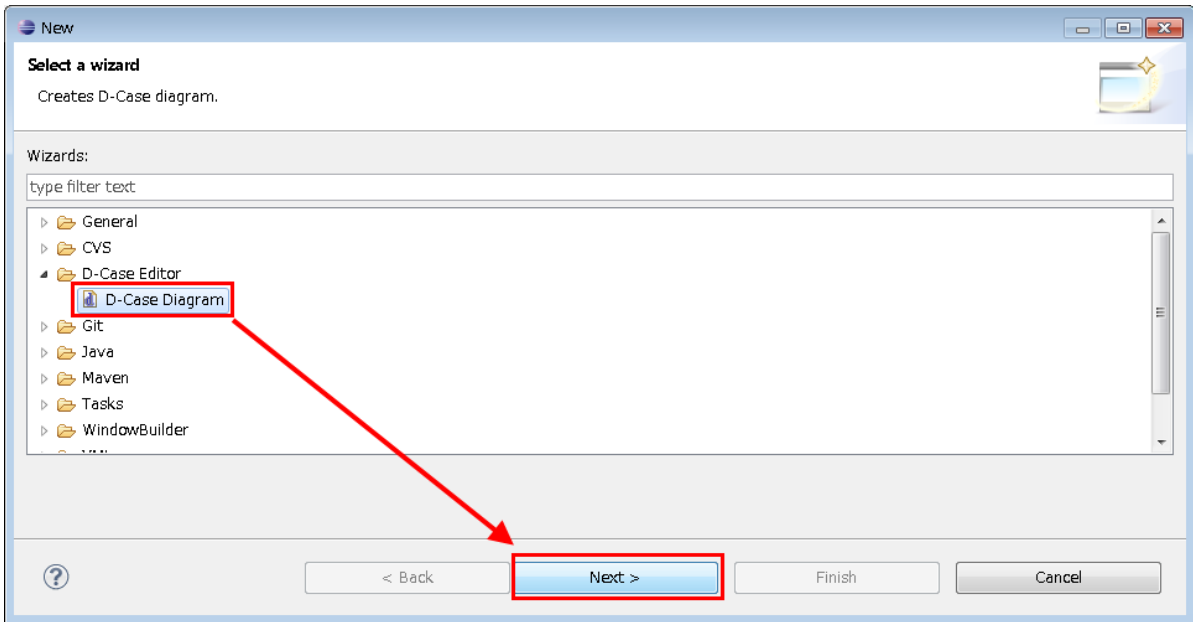 New
Select a wizard
Creates D-Case diagram.
Wizards:
type filter text
General
CVS
D-Case Editor
D-Case Diagram
Git
Java
Maven
Tasks
WindowBuilder
< Back Next > Finish Cancel